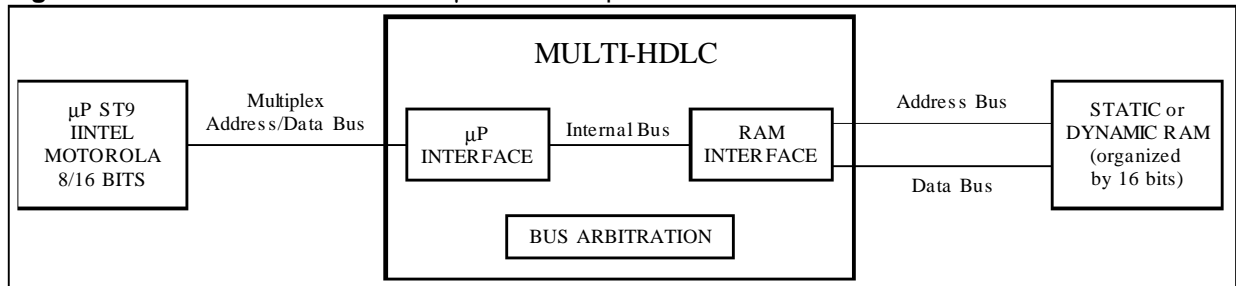 MULTI-HDLC
µP ST9
IINTEL
MOTOROLA
8/16 BITS
Multiplex
Address/Data Bus
µP
INTERFACE
Internal Bus
RAM
INTERFACE
BUS ARBITRATION
Address Bus
Data Bus
STATIC or
DYNAMIC RAM
(organized
by 16 bits)